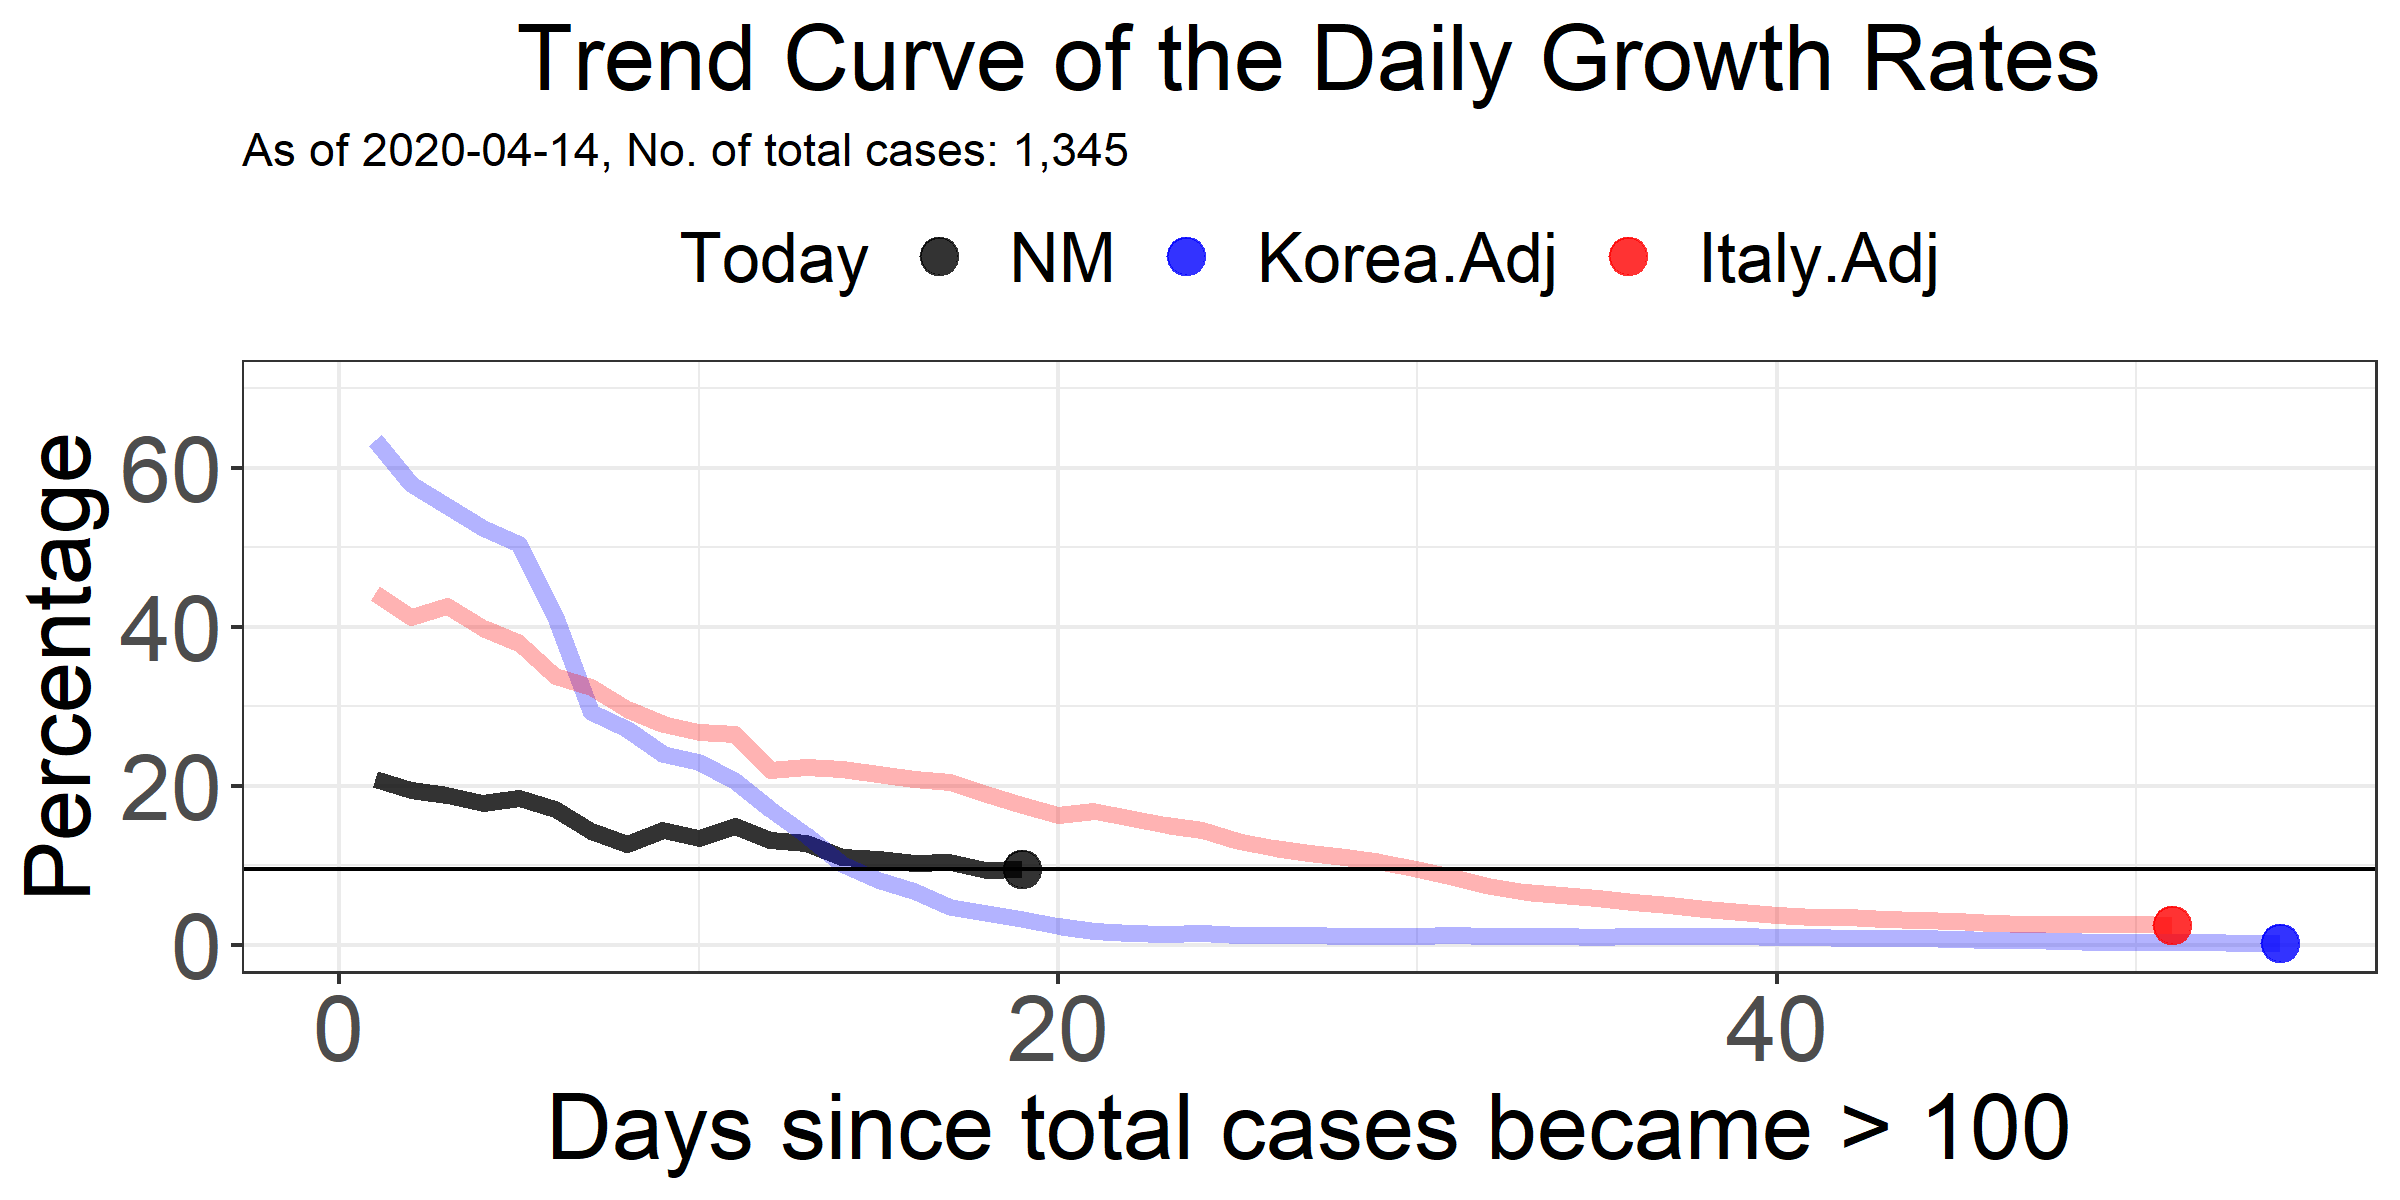 Trend Curve of the Daily Growth Rates
As of 2020-04-14, No. of total cases: 1,345
Today NM Korea.Adj Italy.Adj
Percentage
60
40
20
0
0 20 40
Days since total cases became > 100